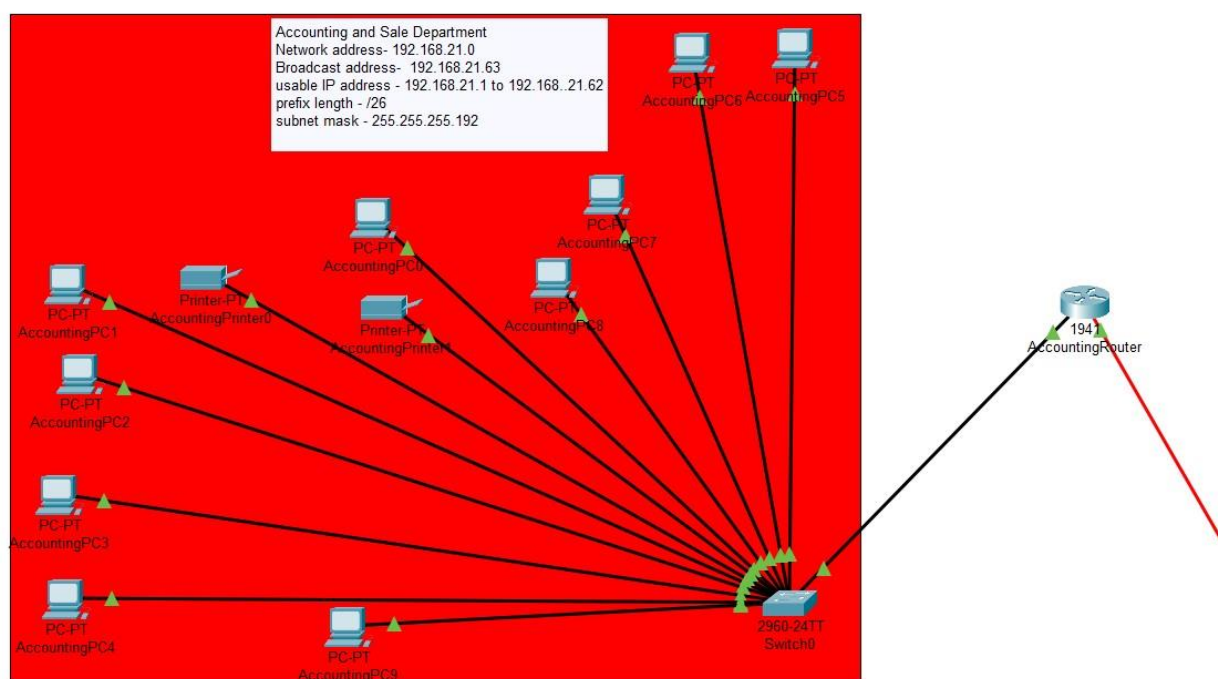 Accounting and Sale Department
Network address- 192.168.21.0
Broadcast address-  192.168.21.63
usable IP address - 192.168.21.1 to 192.168..21.62
prefix length - /26
subnet mask - 255.255.255.192
PC-PT
AccountingPC6
PC-PT
AccountingPC5
PC-PT
AccountingPC0
PC-PT
AccountingPC7
PC-PT
AccountingPC1
Printer-PT
AccountingPrinter0
Printer-PT
AccountingPrinter1
PC-PT
AccountingPC8
1941
AccountingRouter
PC-PT
AccountingPC2
PC-PT
AccountingPC3
PC-PT
AccountingPC4
PC-PT
AccountingPC9
2960-24TT
Switch0